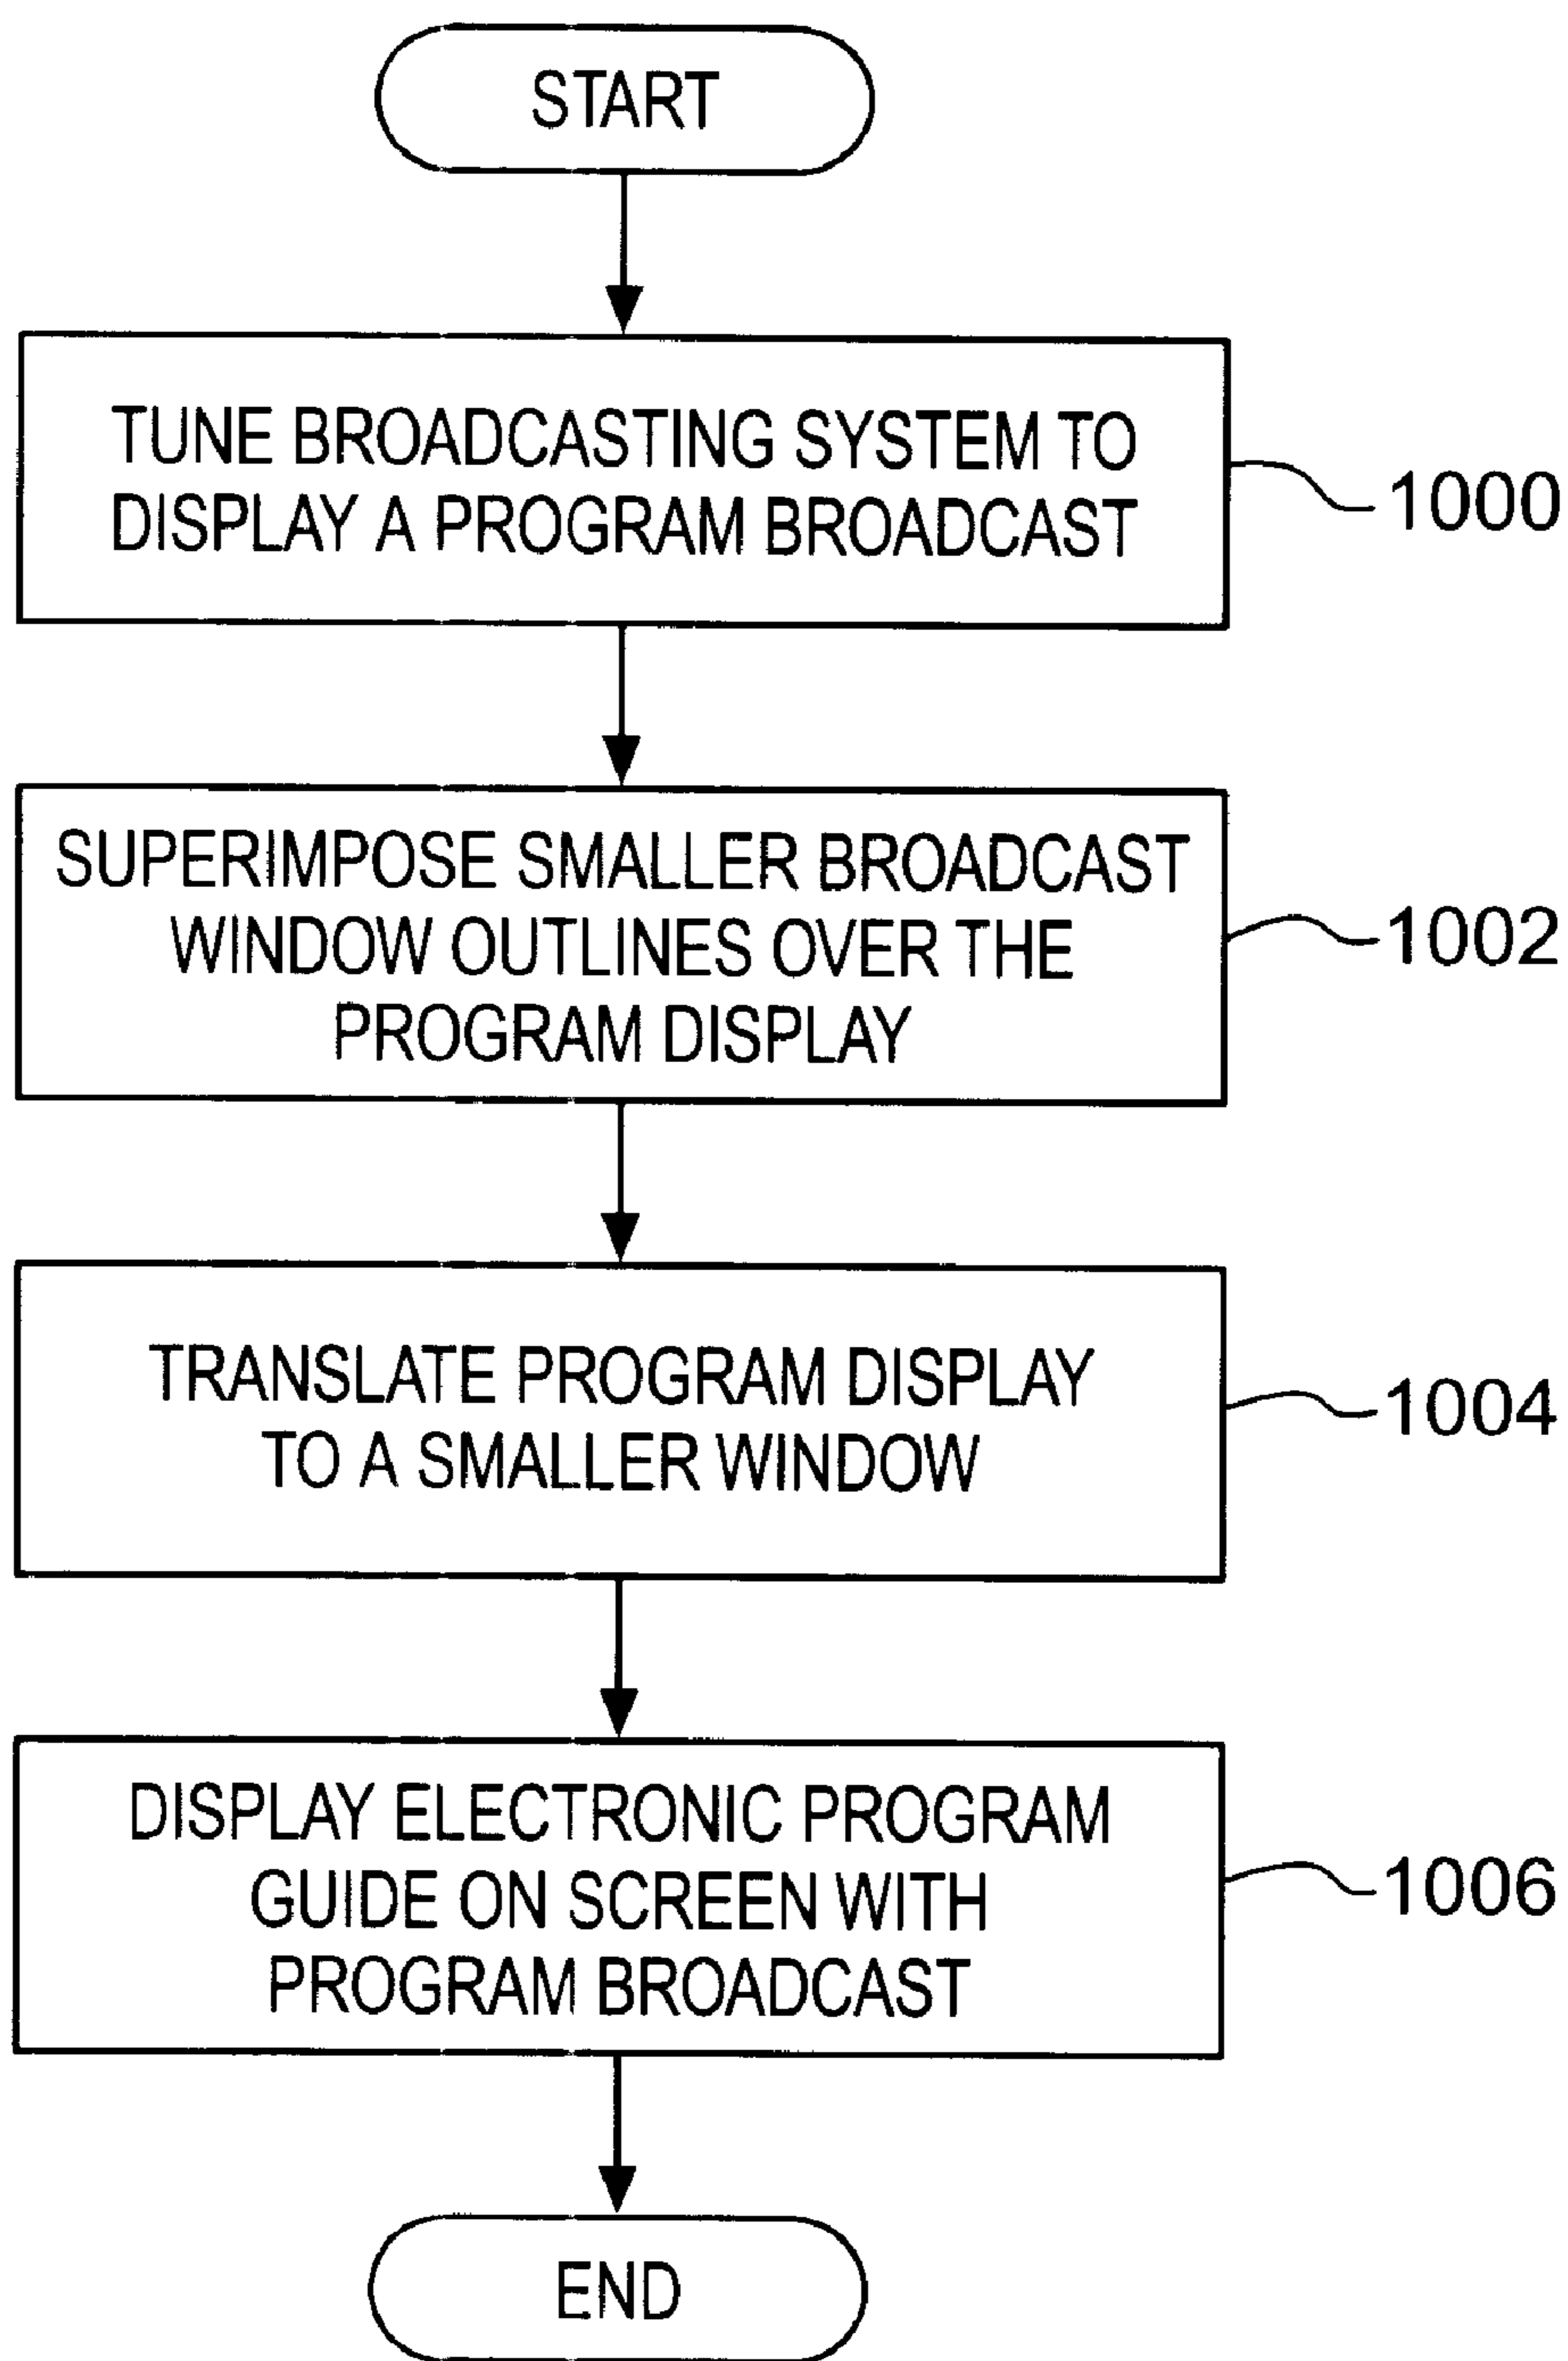 START
TUNE BROADCASTING SYSTEM TO
DISPLAY A PROGRAM BROADCAST
1000
SUPERIMPOSE SMALLER BROADCAST
WINDOW OUTLINES OVER THE
PROGRAM DISPLAY
1002
TRANSLATE PROGRAM DISPLAY
TO A SMALLER WINDOW
1004
DISPLAY ELECTRONIC PROGRAM
GUIDE ON SCREEN WITH
PROGRAM BROADCAST
1006
END